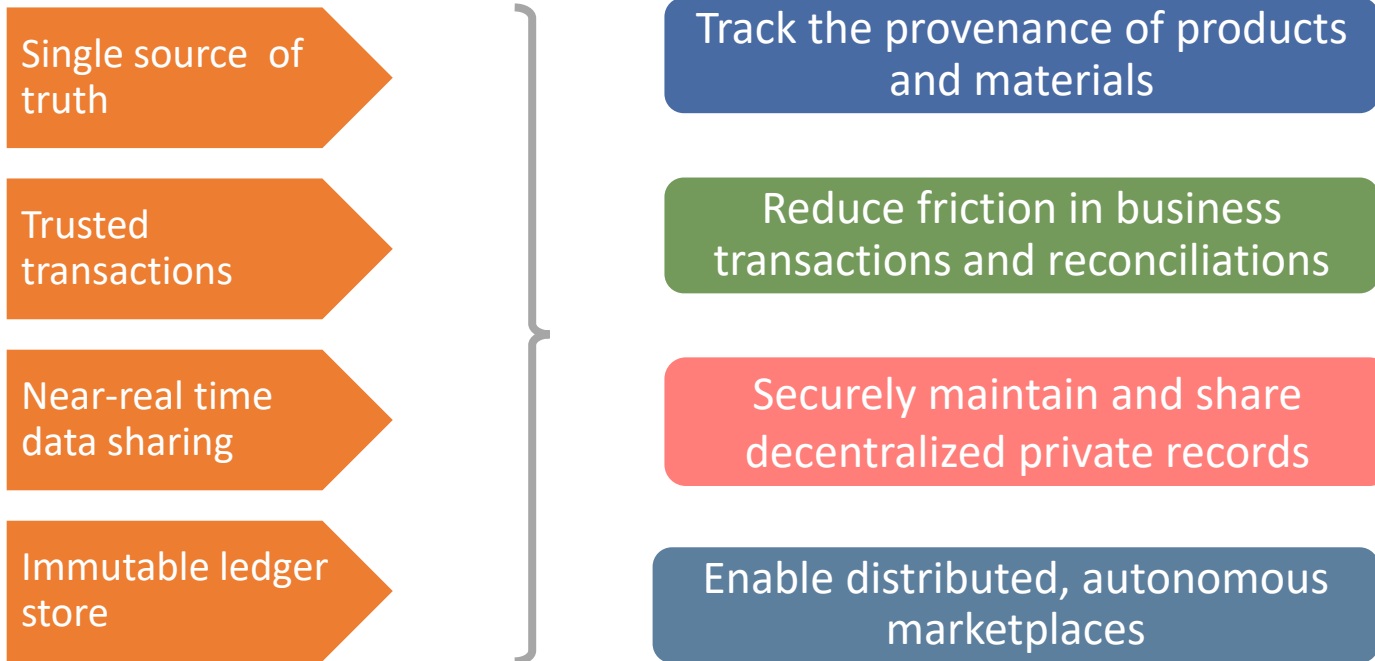 Single source of
truth
Trusted
transactions
Near-real time
data sharing
Immutable ledger
store
Track the provenance of products
and materials
Reduce friction in business
transactions and reconciliations
Securely maintain and share
decentralized private records
Enable distributed, autonomous
marketplaces